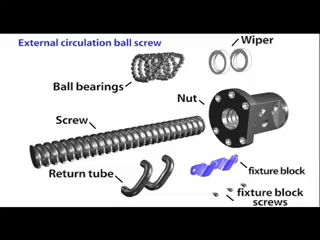 External circulation ball screw
Wiper
Ball bearings
Nut
Screw
Return tube
fixture block
fixture block
screws